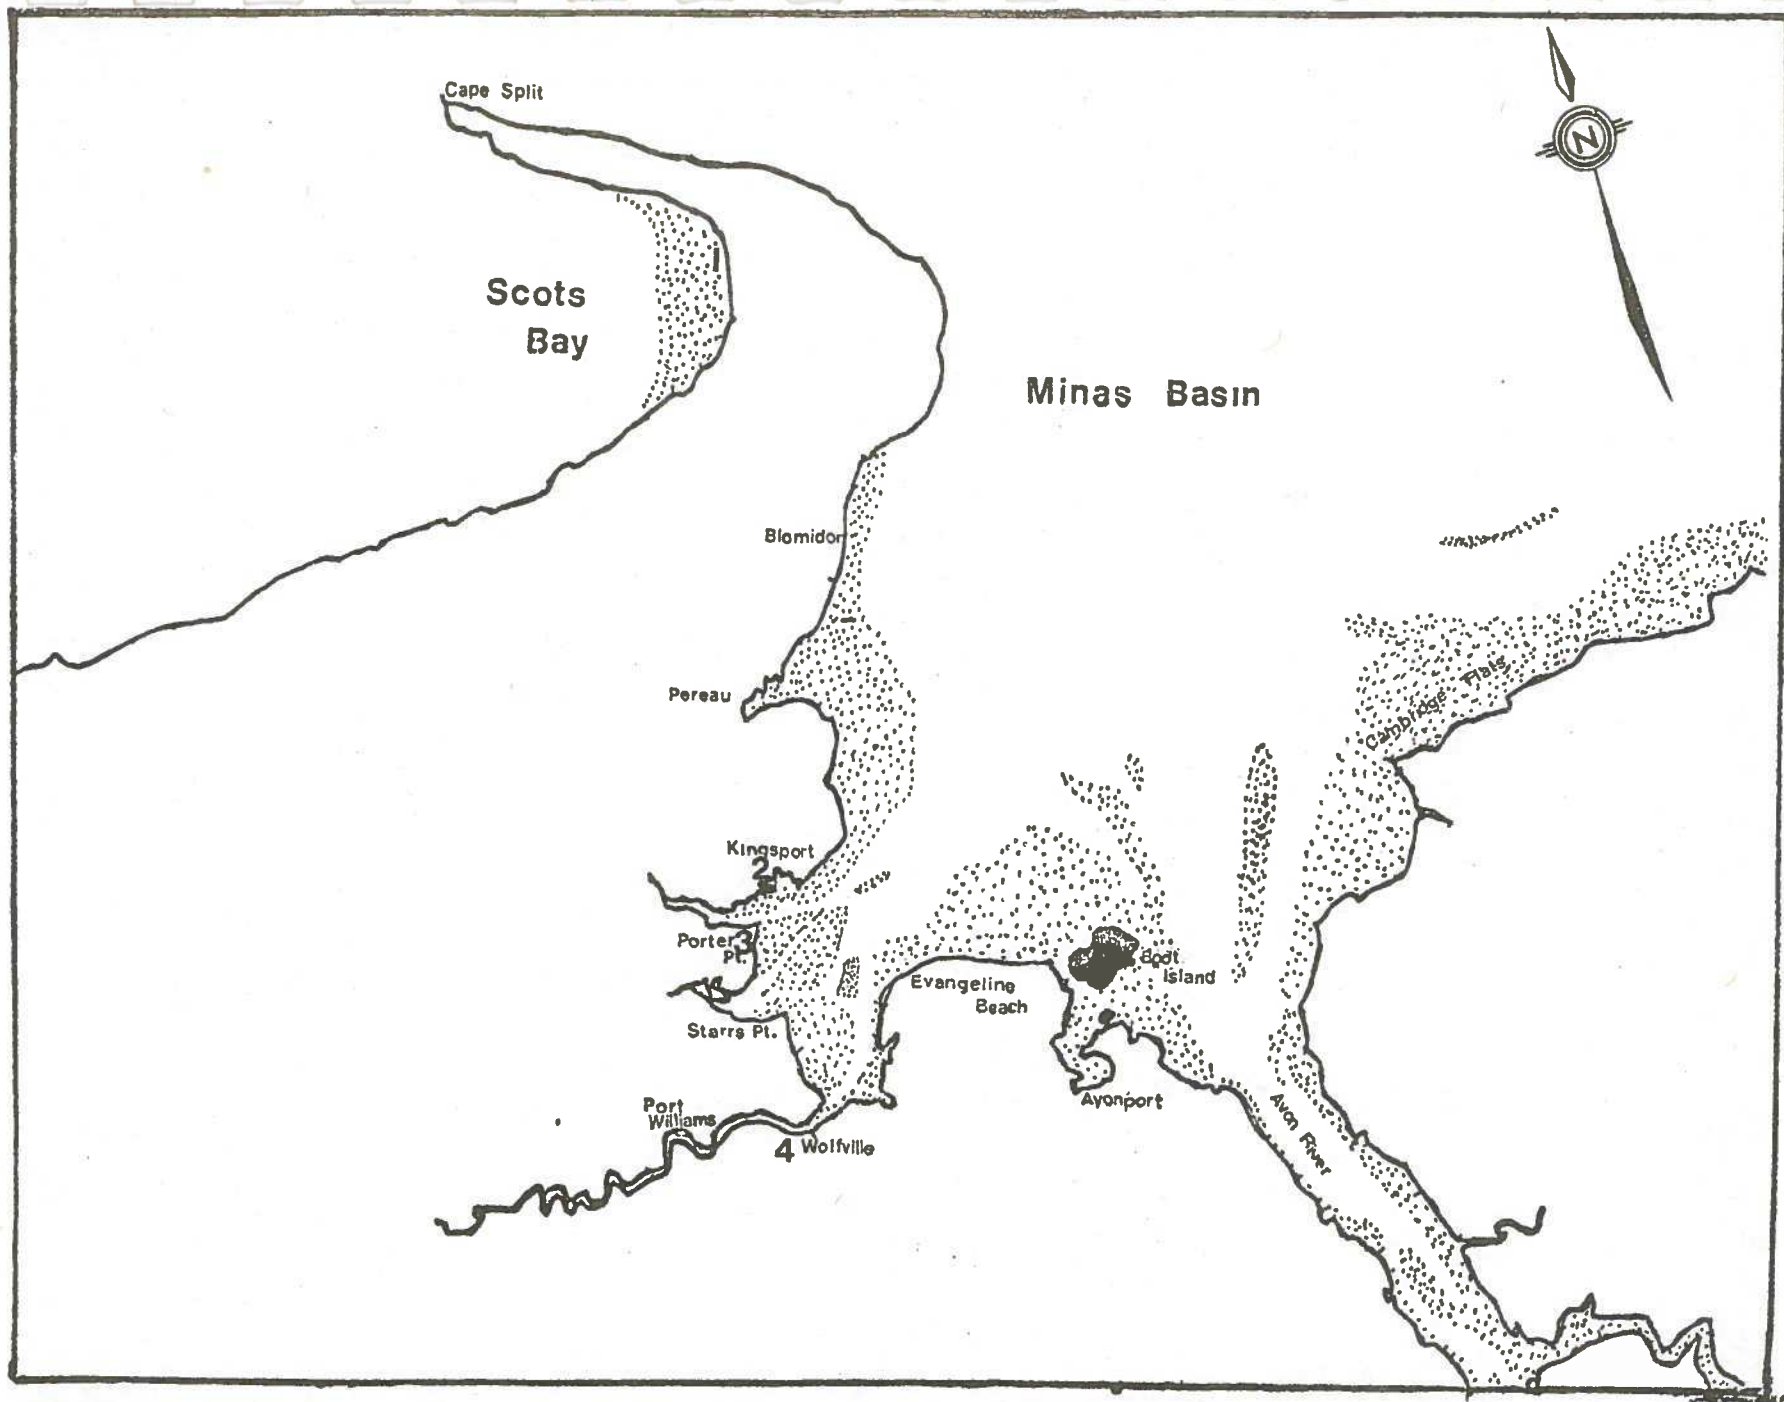 Cape Split
N
1
Scots
Bay
Minas Basin
Blomidon
Pereau
Cambridge Flats
Kingsport
2
Porter
Pt.
3
Boot
Island
Evangeline
Beach
Starrs Pt.
Avonport
Port
Williams
Avon River
4
Wolfville